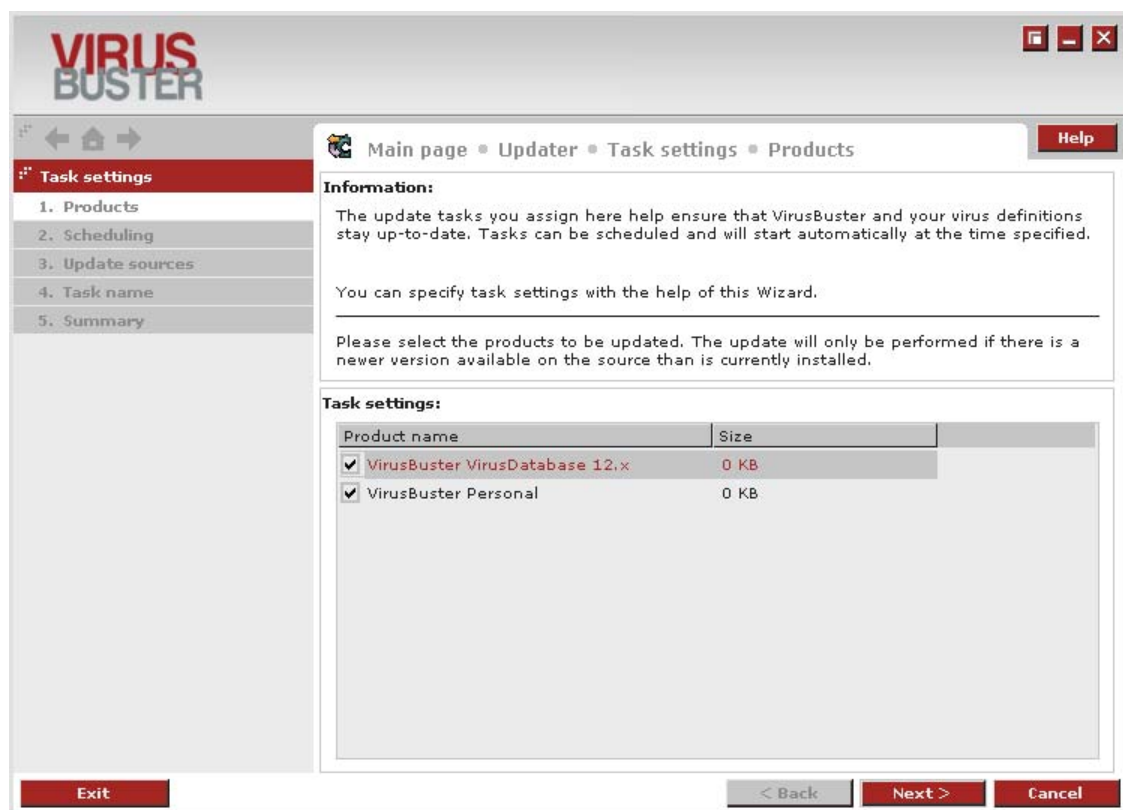 VIRUS
BUSTER
Main page • Updater • Task settings • Products
Help
Task settings
1. Products
2. Scheduling
3. Update sources
4. Task name
5. Summary
Information:
The update tasks you assign here help ensure that VirusBuster and your virus definitions
stay up-to-date. Tasks can be scheduled and will start automatically at the time specified.
You can specify task settings with the help of this Wizard.
Please select the products to be updated. The update will only be performed if there is a
newer version available on the source than is currently installed.
Task settings:
Product name Size
VirusBuster VirusDatabase 12.x 0 KB
VirusBuster Personal 0 KB
Exit
< Back
Next >
Cancel